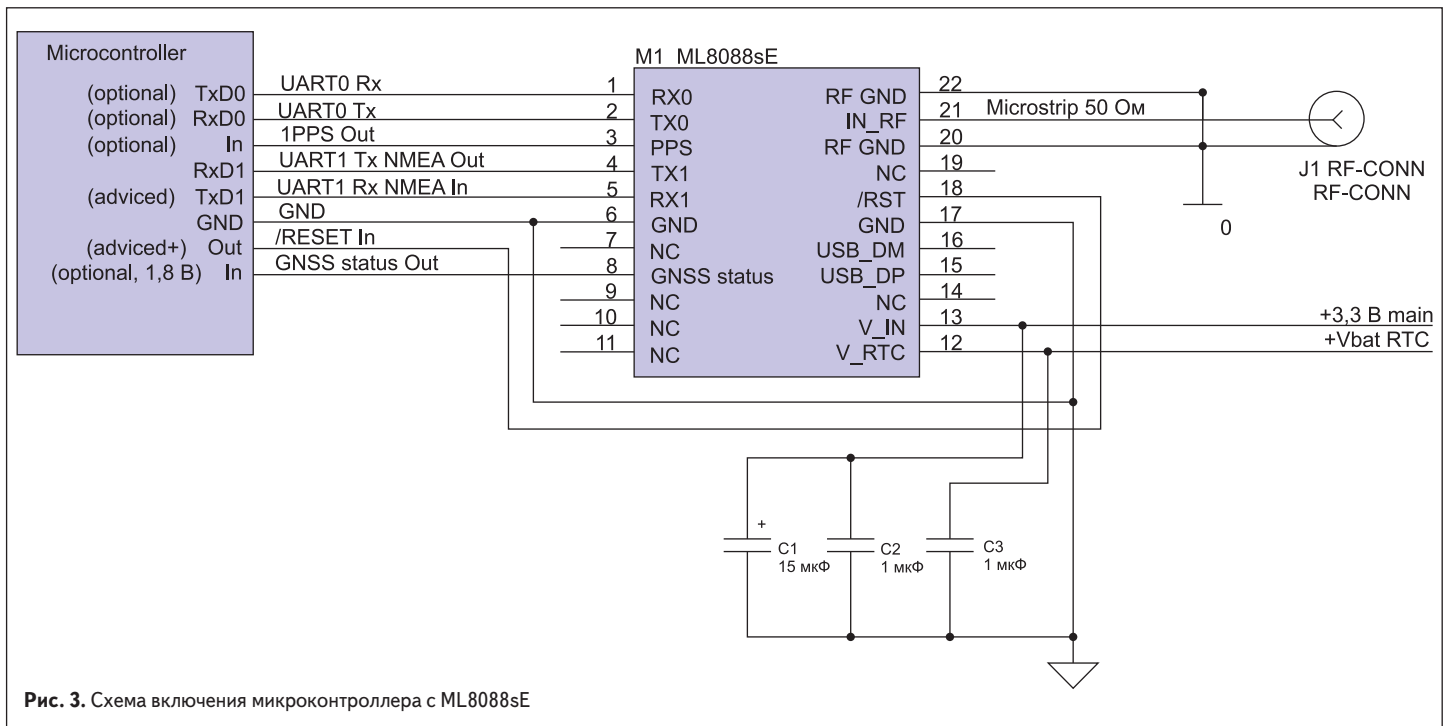 Microcontroller
(optional) TxD0
(optional) RxD0
(optional) In
RxD1
(adviced) TxD1
GND
(adviced+) Out
(optional, 1,8 В) In
UART0 Rx
UART0 Tx
1PPS Out
UART1 Tx NMEA Out
UART1 Rx NMEA In
GND
/RESET In
GNSS status Out
M1 ML8088sE
1 RX0
2 TX0
3 PPS
4 TX1
5 RX1
6 GND
7 NC
8 GNSS status
9 NC
10 NC
11 NC
RF GND 22
IN_RF 21
RF GND 20
NC 19
/RST 18
GND 17
USB_DM 16
USB_DP 15
NC 14
V_IN 13
V_RTC 12
Microstrip 50 Ом
J1 RF-CONN
RF-CONN
0
+3,3 В main
+Vbat RTC
+
C1
15 мкФ
C2
1 мкФ
C3
1 мкФ
Рис. 3. Схема включения микроконтроллера с ML8088sE